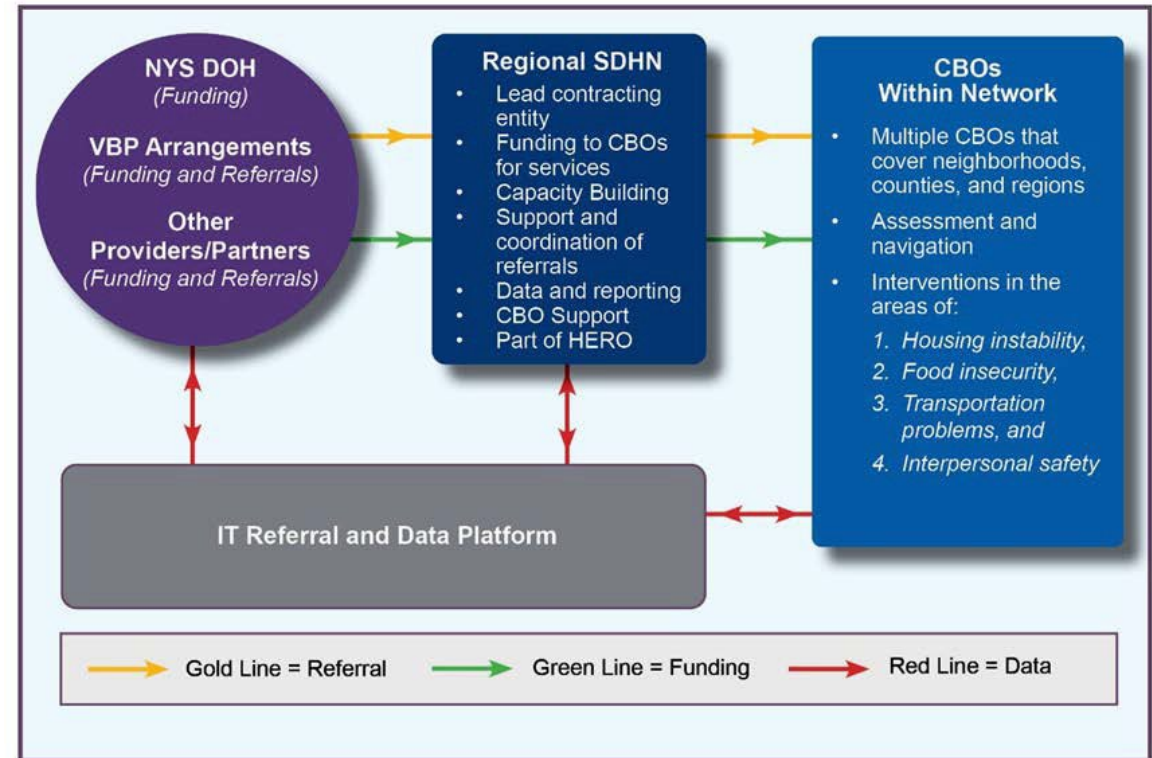 NYS DOH
(Funding)
VBP Arrangements
(Funding and Referrals)
Other
Providers/Partners
(Funding and Referrals)
Regional SDHN
• Lead contracting
entity
• Funding to CBOs
for services
• Capacity Building
• Support and
coordination of
referrals
• Data and reporting
• CBO Support
• Part of HERO
CBOs
Within Network
• Multiple CBOs that
cover neighborhoods,
counties, and regions
• Assessment and
navigation
• Interventions in the
areas of:
1. Housing instability,
2. Food insecurity,
3. Transportation
problems, and
4. Interpersonal safety
IT Referral and Data Platform
Gold Line = Referral
Green Line = Funding
Red Line = Data